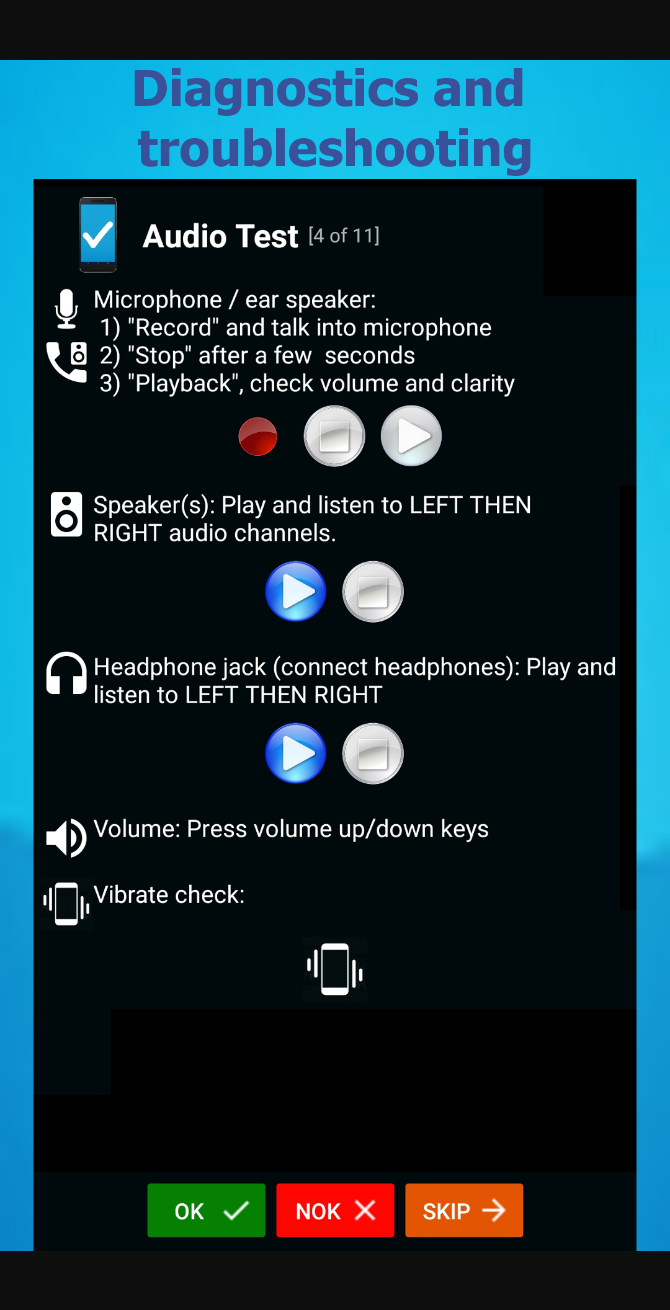 Diagnostics and
troubleshooting
Audio Test [4 of 11]
Microphone / ear speaker:
1) "Record" and talk into microphone
2) "Stop" after a few  seconds
3) "Playback", check volume and clarity
Speaker(s): Play and listen to LEFT THEN
RIGHT audio channels.
Headphone jack (connect headphones): Play and
listen to LEFT THEN RIGHT
Volume: Press volume up/down keys
Vibrate check:
OK NOK SKIP